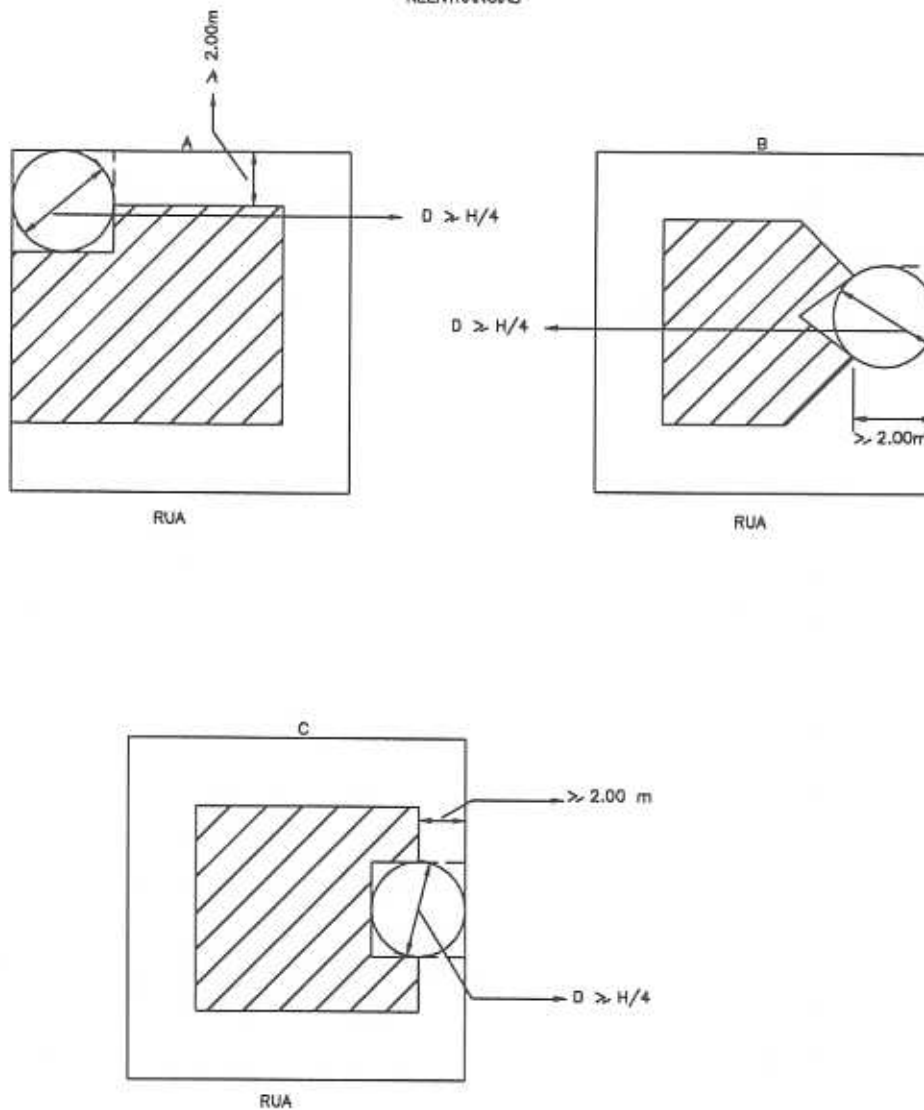 > 2.00m
A
D ⩾ H/4
RUA
B
D ⩾ H/4
⩾ 2.00m
RUA
C
⩾ 2.00 m
D ⩾ H/4
RUA